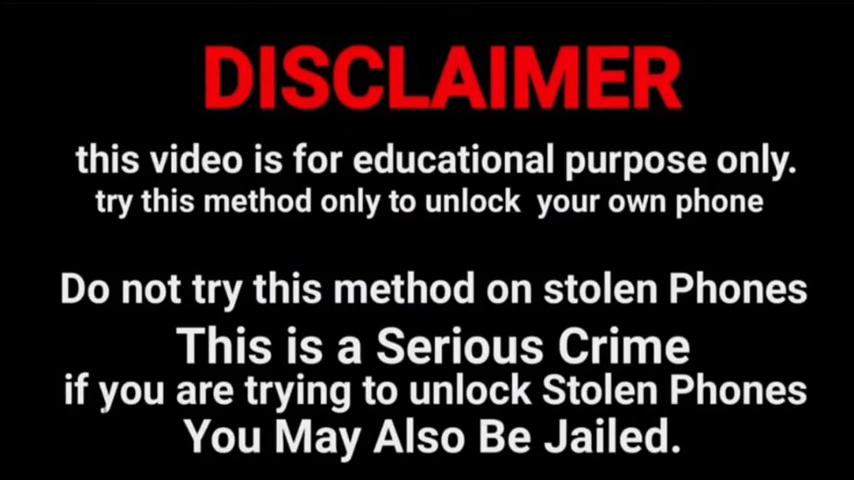 DISCLAIMER
this video is for educational purpose only.
try this method only to unlock your own phone
Do not try this method on stolen Phones
This is a Serious Crime
if you are trying to unlock Stolen Phones
You May Also Be Jailed.